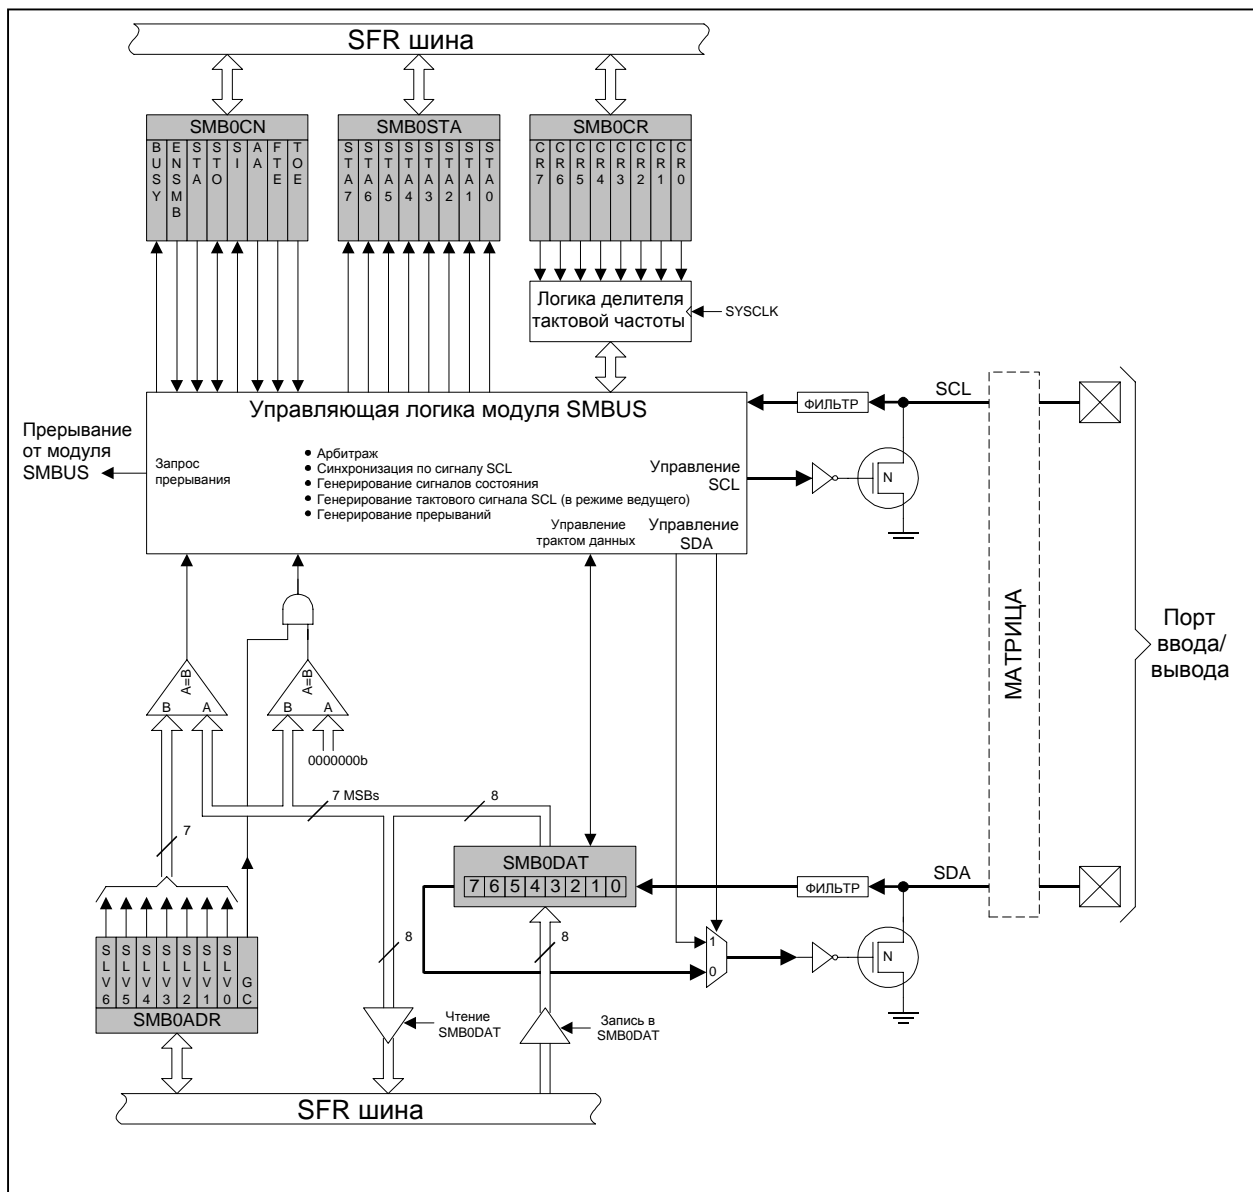 SFR шина
SMB0CN
BUSY ENSMB STA STO SI AA FTE TOE
SMB0STA
STA7 STA6 STA5 STA4 STA3 STA2 STA1 STA0
SMB0CR
CR7 CR6 CR5 CR4 CR3 CR2 CR1 CR0
Логика делителя
тактовой частоты
SYSCLK
Управляющая логика модуля SMBUS
Прерывание
от модуля
SMBUS
Запрос
прерывания
• Арбитраж
• Синхронизация по сигналу SCL
• Генерирование сигналов состояния
• Генерирование тактового сигнала SCL (в режиме ведущего)
• Генерирование прерываний
Управление
SCL
Управление
трактом данных
Управление
SDA
ФИЛЬТР
SCL
N
МАТРИЦА
Порт
ввода/
вывода
A=B
B A
A=B
B A
0000000b
7 MSBs
8
7
SMB0DAT
7 6 5 4 3 2 1 0
ФИЛЬТР
SDA
1
0
N
8
8
SLV6 SLV5 SLV4 SLV3 SLV2 SLV1 SLV0 GC
SMB0ADR
Чтение
SMB0DAT
Запись в
SMB0DAT
SFR шина